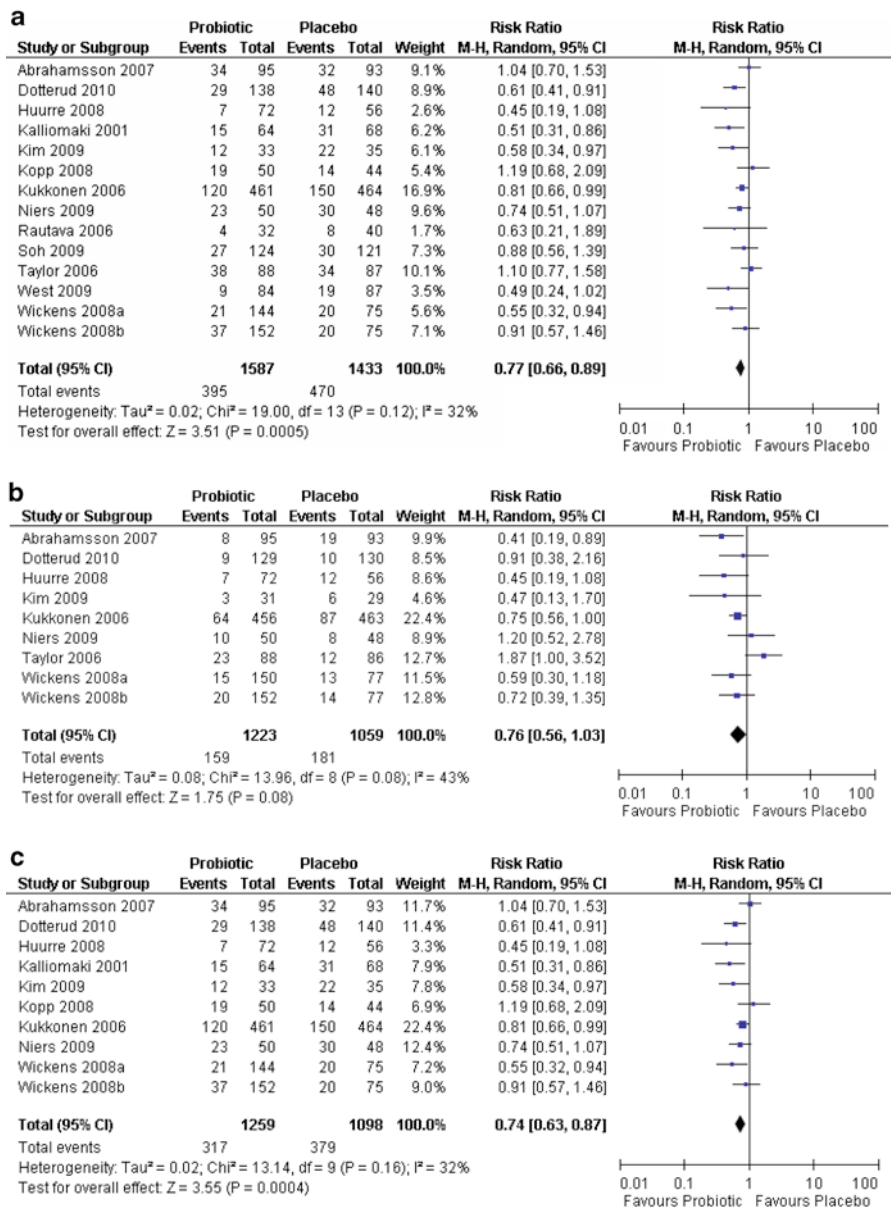 a
Probiotic Placebo Risk Ratio Risk Ratio
Study or Subgroup Events Total Events Total Weight M-H, Random, 95% CI M-H, Random, 95% CI
Abrahamsson 2007 34 95 32 93 9.1% 1.04 [0.70, 1.53]
Dotterud 2010 29 138 48 140 8.9% 0.61 [0.41, 0.91]
Huurre 2008 7 72 12 56 2.6% 0.45 [0.19, 1.08]
Kalliomaki 2001 15 64 31 68 6.2% 0.51 [0.31, 0.86]
Kim 2009 12 33 22 35 6.1% 0.58 [0.34, 0.97]
Kopp 2008 19 50 14 44 5.4% 1.19 [0.68, 2.09]
Kukkonen 2006 120 461 150 464 16.9% 0.81 [0.66, 0.99]
Niers 2009 23 50 30 48 9.6% 0.74 [0.51, 1.07]
Rautava 2006 4 32 8 40 1.5% 0.63 [0.21, 1.89]
Soh 2009 27 124 30 121 7.3% 0.88 [0.56, 1.39]
Taylor 2006 38 88 34 87 10.1% 1.10 [0.77, 1.58]
West 2009 9 84 19 87 3.5% 0.49 [0.24, 1.02]
Wickens 2008a 21 144 20 75 5.6% 0.55 [0.32, 0.94]
Wickens 2008b 37 152 20 75 7.1% 0.91 [0.57, 1.46]
Total (95% CI) 1587 1433 100.0% 0.77 [0.66, 0.89]
Total events 395 470
Heterogeneity: Tau² = 0.02; Chi² = 19.00, df = 13 (P = 0.12); I² = 32%
Test for overall effect: Z = 3.51 (P = 0.0005)
0.01 0.1 1 10 100
Favours Probiotic Favours Placebo
b
Probiotic Placebo Risk Ratio Risk Ratio
Study or Subgroup Events Total Events Total Weight M-H, Random, 95% CI M-H, Random, 95% CI
Abrahamsson 2007 8 95 19 93 9.9% 0.41 [0.19, 0.89]
Dotterud 2010 9 129 10 130 8.5% 0.91 [0.38, 2.16]
Huurre 2008 7 72 12 56 8.6% 0.45 [0.19, 1.08]
Kim 2009 3 31 6 29 4.6% 0.47 [0.13, 1.70]
Kukkonen 2006 64 456 87 463 22.4% 0.75 [0.56, 1.00]
Niers 2009 10 50 8 48 8.9% 1.20 [0.52, 2.78]
Taylor 2006 23 88 12 86 12.7% 1.87 [1.00, 3.52]
Wickens 2008a 15 150 13 77 11.5% 0.59 [0.30, 1.18]
Wickens 2008b 20 152 14 77 12.8% 0.72 [0.39, 1.35]
Total (95% CI) 1223 1059 100.0% 0.76 [0.56, 1.03]
Total events 159 181
Heterogeneity: Tau² = 0.08; Chi² = 13.96, df = 8 (P = 0.08); I² = 43%
Test for overall effect: Z = 1.75 (P = 0.08)
0.01 0.1 1 10 100
Favours Probiotic Favours Placebo
c
Probiotic Placebo Risk Ratio Risk Ratio
Study or Subgroup Events Total Events Total Weight M-H, Random, 95% CI M-H, Random, 95% CI
Abrahamsson 2007 34 95 32 93 11.7% 1.04 [0.70, 1.53]
Dotterud 2010 29 138 48 140 11.4% 0.61 [0.41, 0.91]
Huurre 2008 7 72 12 56 3.3% 0.45 [0.19, 1.08]
Kalliomaki 2001 15 64 31 68 7.9% 0.51 [0.31, 0.86]
Kim 2009 12 33 22 35 7.8% 0.58 [0.34, 0.97]
Kopp 2008 19 50 14 44 6.9% 1.19 [0.68, 2.09]
Kukkonen 2006 120 461 150 464 22.4% 0.81 [0.66, 0.99]
Niers 2009 23 50 30 48 12.4% 0.74 [0.51, 1.07]
Wickens 2008a 21 144 20 75 7.2% 0.55 [0.32, 0.94]
Wickens 2008b 37 152 20 75 9.0% 0.91 [0.57, 1.46]
Total (95% CI) 1259 1098 100.0% 0.74 [0.63, 0.87]
Total events 317 379
Heterogeneity: Tau² = 0.02; Chi² = 13.14, df = 9 (P = 0.16); I² = 32%
Test for overall effect: Z = 3.55 (P = 0.0004)
0.01 0.1 1 10 100
Favours Probiotic Favours Placebo